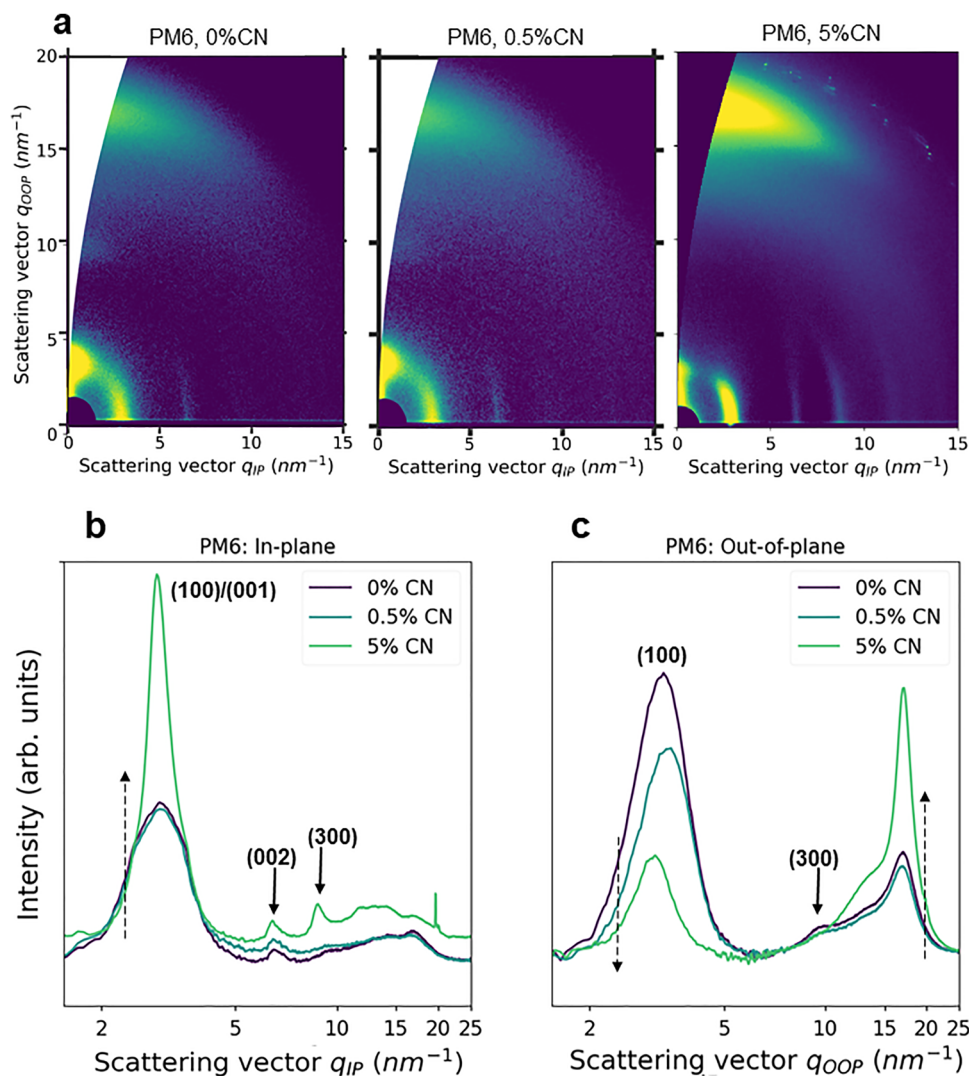 a
PM6, 0%CN
PM6, 0.5%CN
PM6, 5%CN
Scattering vector q_OOP (nm⁻¹)
20
15
10
5
0
0 5 10 15
0 5 10 15
0 5 10 15
Scattering vector q_IP (nm⁻¹)
Scattering vector q_IP (nm⁻¹)
Scattering vector q_IP (nm⁻¹)
b
PM6: In-plane
(100)/(001)
0% CN
0.5% CN
5% CN
(002)
(300)
Intensity (arb. units)
2 5 10 15 20 25
Scattering vector q_IP (nm⁻¹)
c
PM6: Out-of-plane
(100)
0% CN
0.5% CN
5% CN
(300)
2 5 10 15 20 25
Scattering vector q_OOP (nm⁻¹)